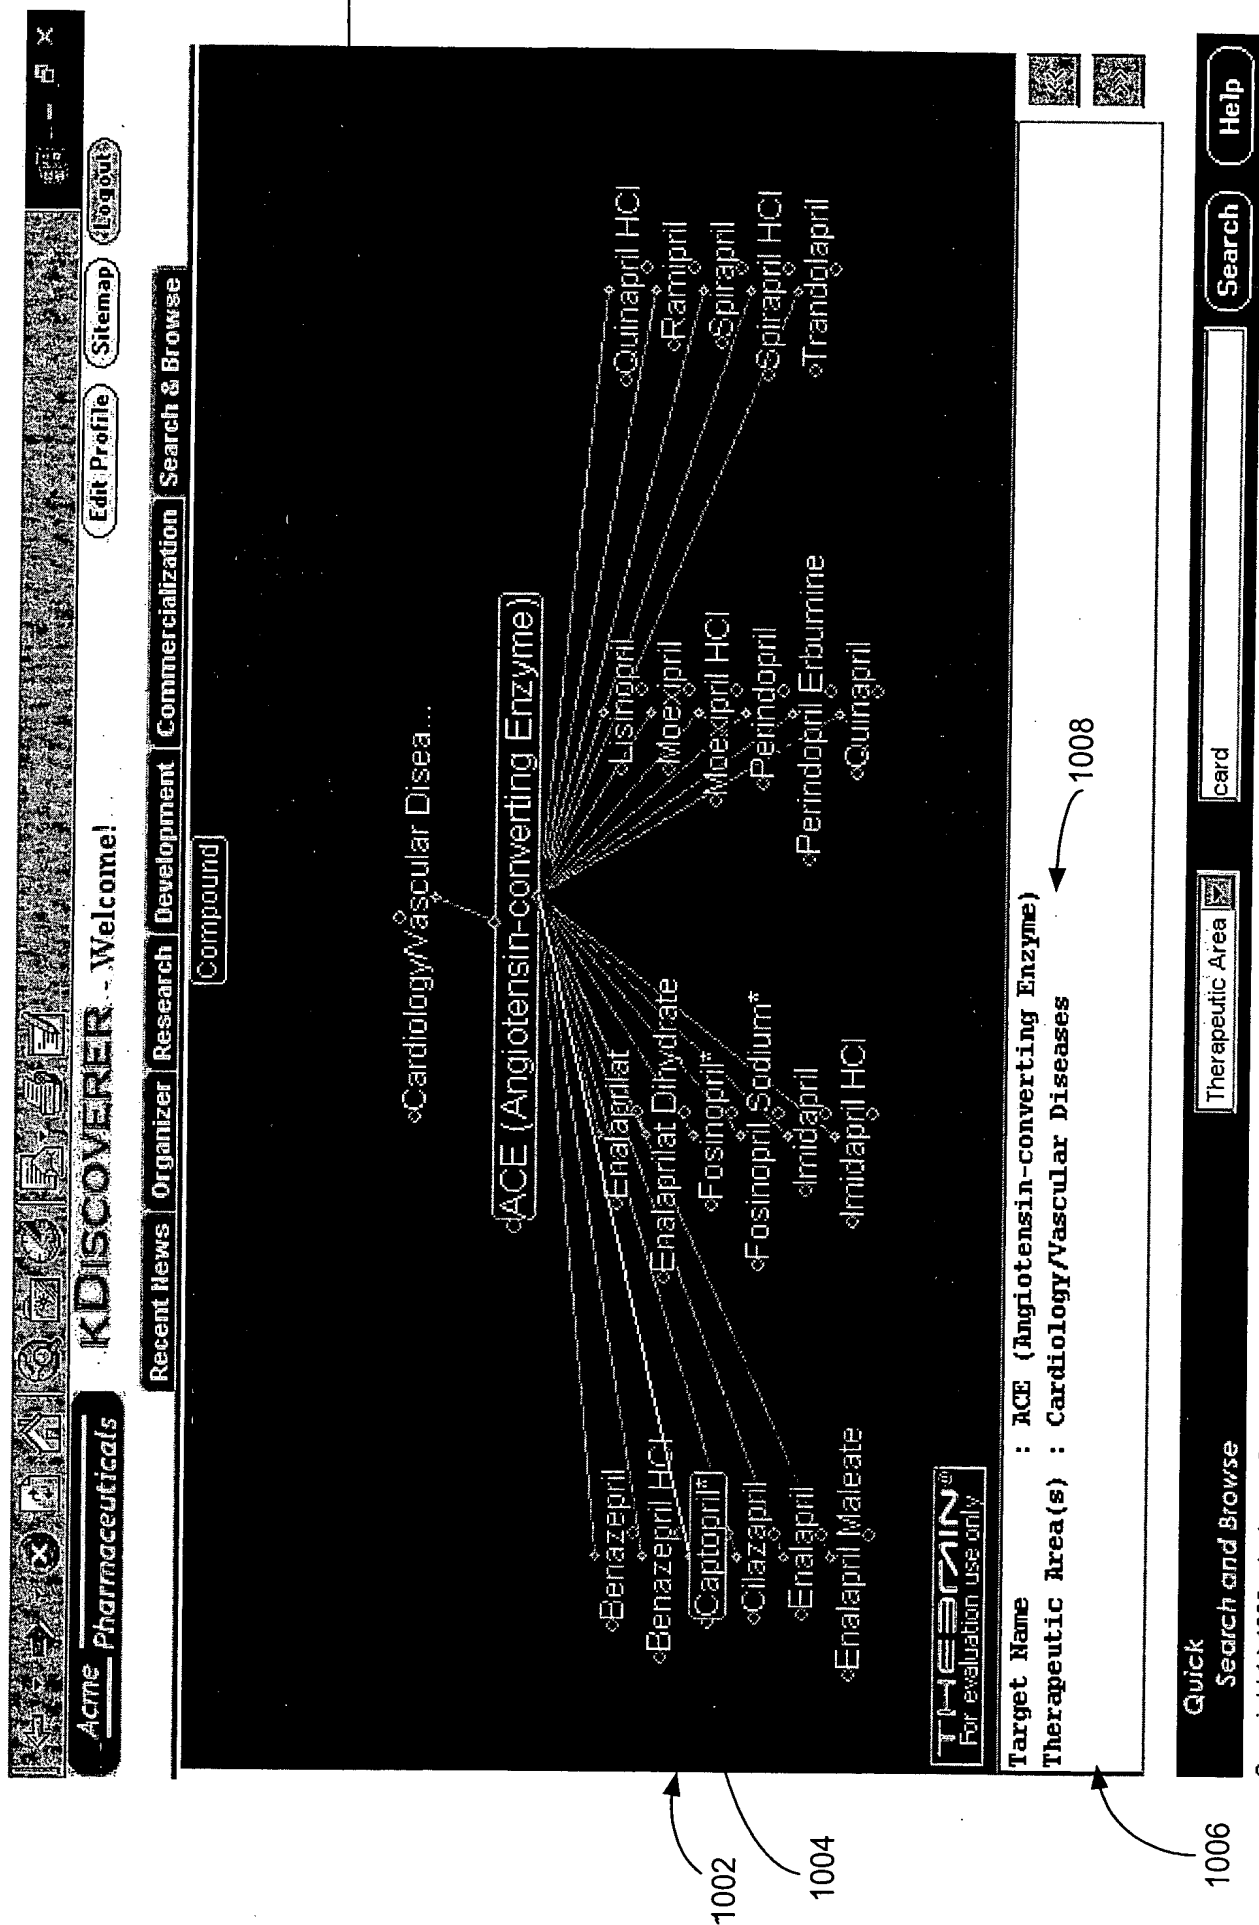 Acme
Pharmaceuticals
KDISCOVERER - Welcome!
Edit Profile
Sitemap
Logout
Recent News
Organizer
Research
Development
Commercialization
Search & Browse
Compound
Cardiology/Vascular Disea...
ACE (Angiotensin-converting Enzyme)
Benazepril
Benazepril HCl
Captopril*
Cilazapril
Enalapril
Enalapril Maleate
Enalaprilat
Enalaprilat Dihydrate
Fosinopril*
Fosinopril Sodium*
Imidapril
Imidapril HCl
Lisinopril
Moexipril
Moexipril HCl
Perindopril
Perindopril Erbumine
Quinapril
Quinapril HCl
Ramipril
Spirapril
Spirapril HCl
Trandolapril
THEBRAIN®
For evaluation use only
Target Name : ACE (Angiotensin-converting Enzyme)
Therapeutic Area(s) : Cardiology/Vascular Diseases
Quick
Search and Browse
Therapeutic Area
card
Search
Help
1002
1004
1006
1008